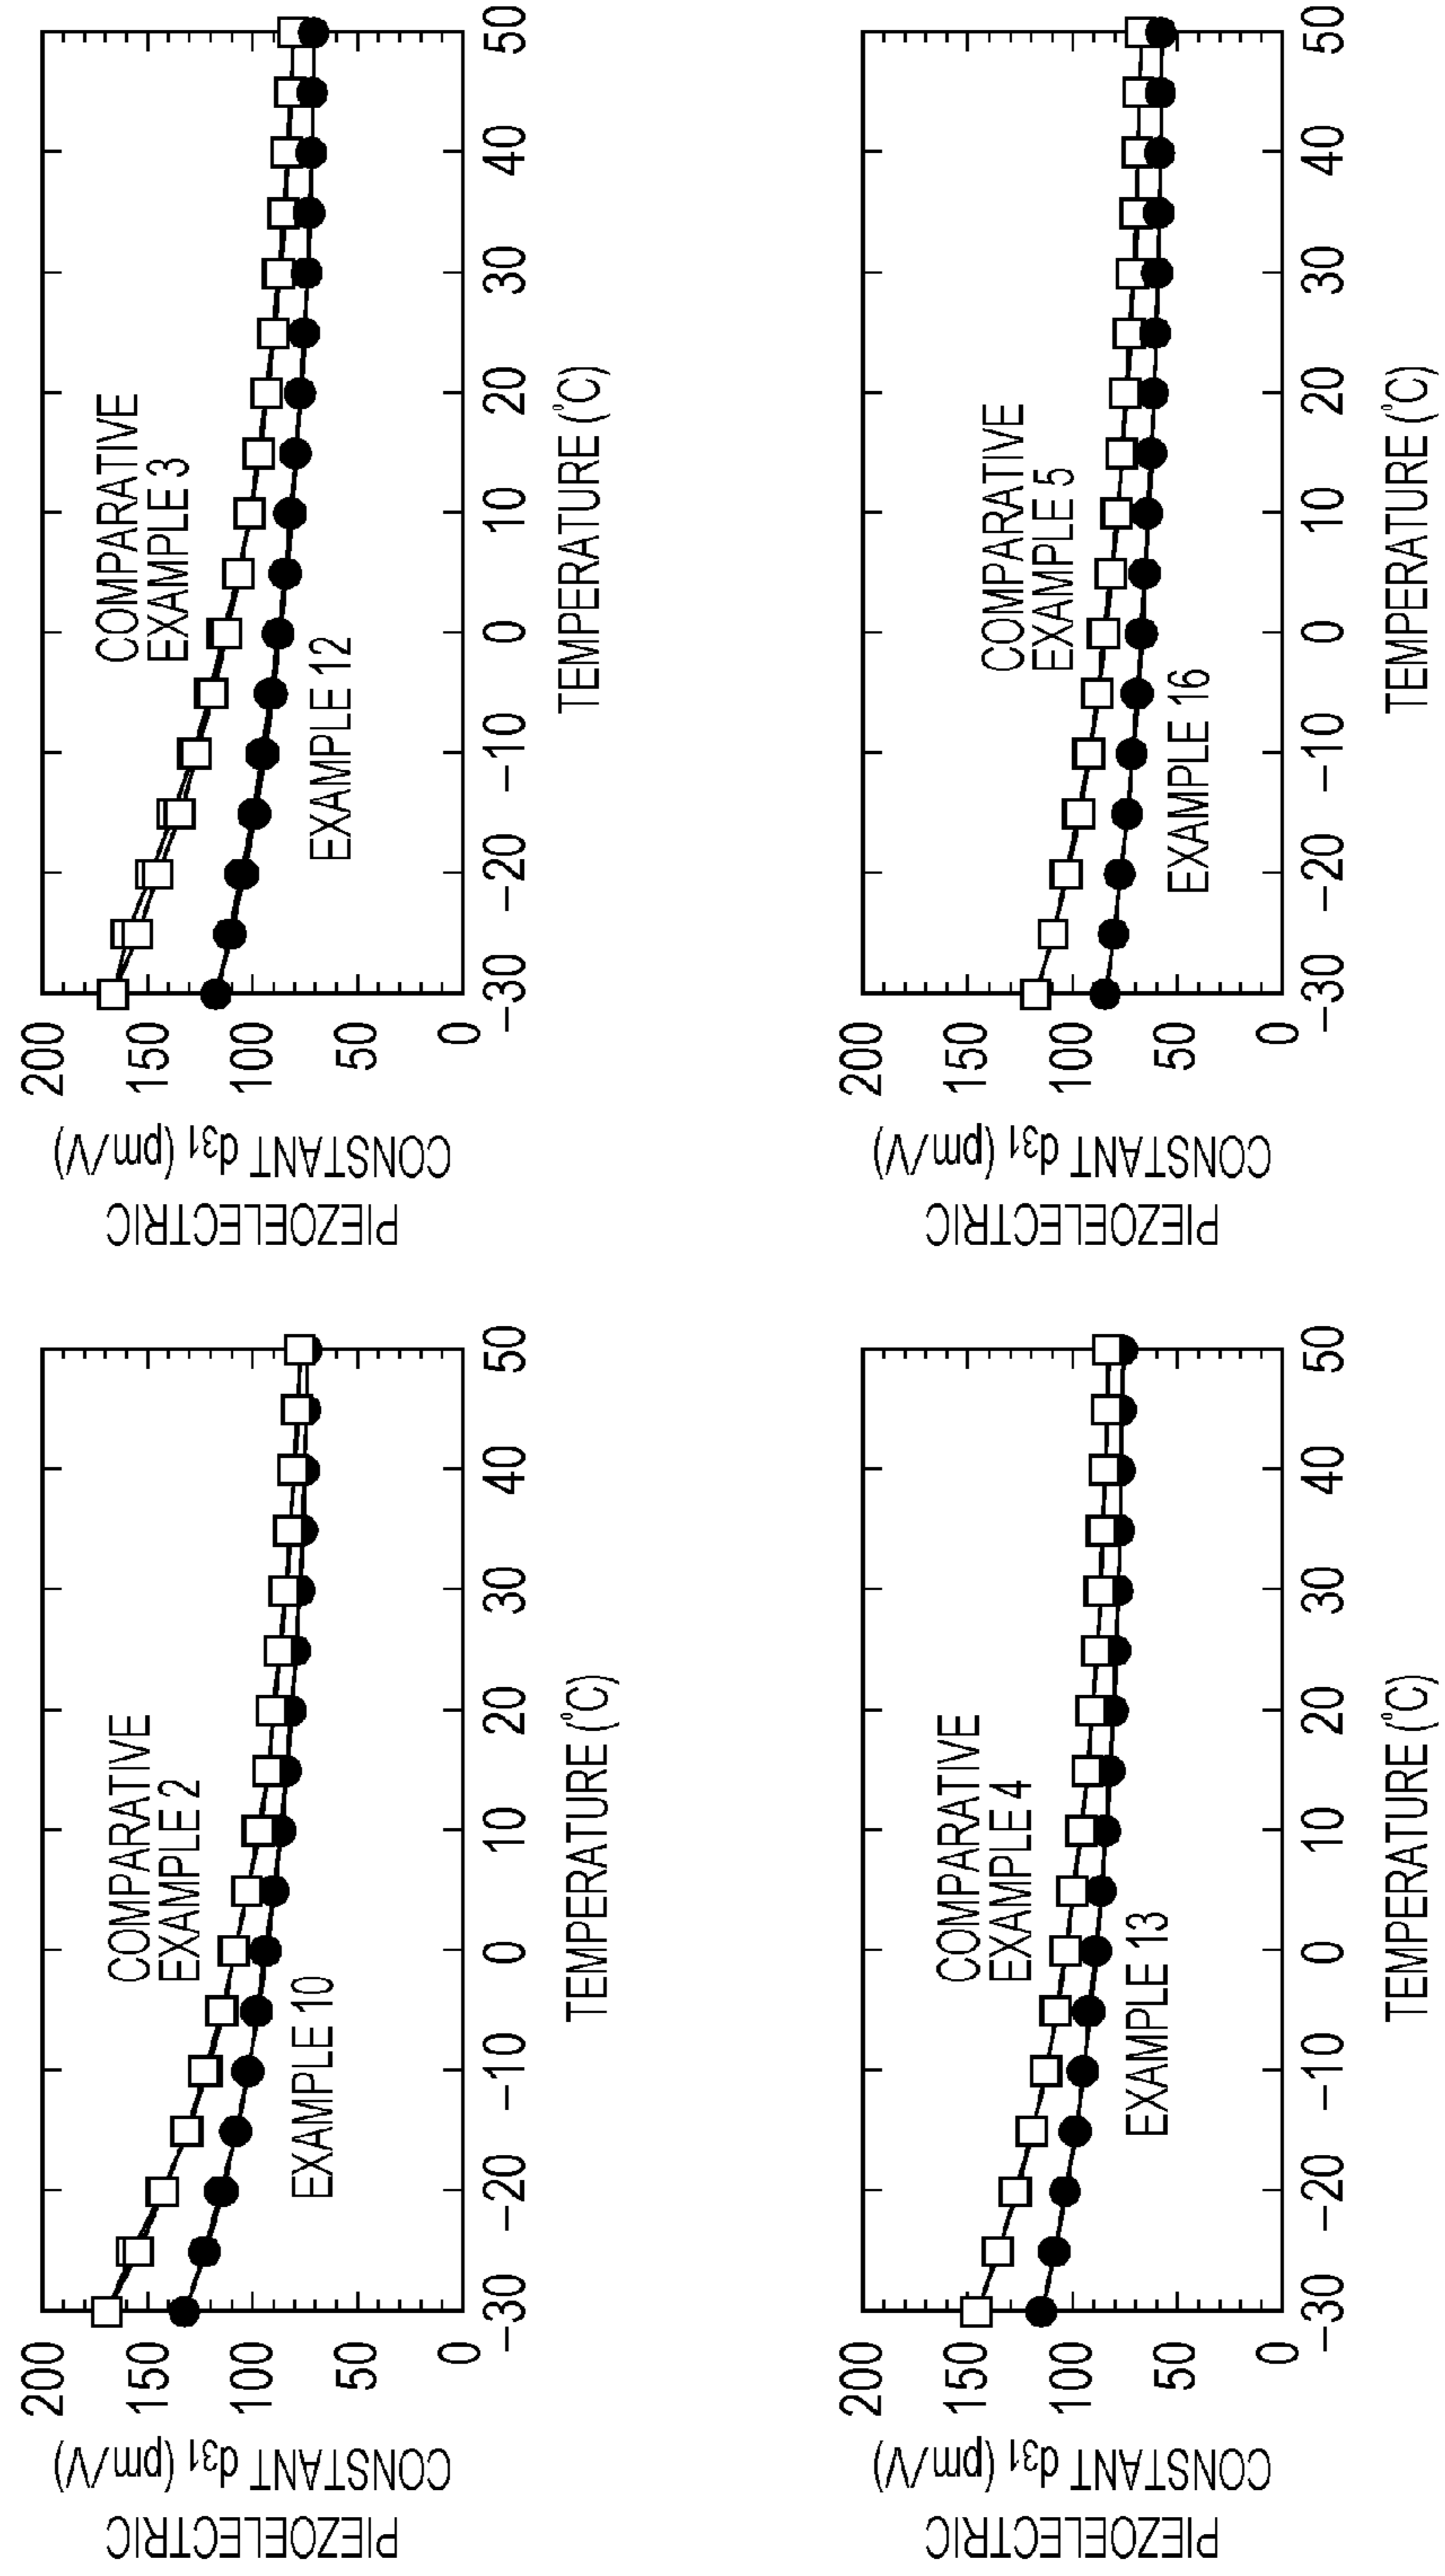 PIEZOELECTRIC
CONSTANT d31 (pm/V)
200
150
100
50
0
COMPARATIVE
EXAMPLE 2
EXAMPLE 10
−30 −20 −10 0 10 20 30 40 50
TEMPERATURE (°C)
PIEZOELECTRIC
CONSTANT d31 (pm/V)
200
150
100
50
0
COMPARATIVE
EXAMPLE 3
EXAMPLE 12
−30 −20 −10 0 10 20 30 40 50
TEMPERATURE (°C)
PIEZOELECTRIC
CONSTANT d31 (pm/V)
200
150
100
50
0
COMPARATIVE
EXAMPLE 4
EXAMPLE 13
−30 −20 −10 0 10 20 30 40 50
TEMPERATURE (°C)
PIEZOELECTRIC
CONSTANT d31 (pm/V)
200
150
100
50
0
COMPARATIVE
EXAMPLE 5
EXAMPLE 16
−30 −20 −10 0 10 20 30 40 50
TEMPERATURE (°C)